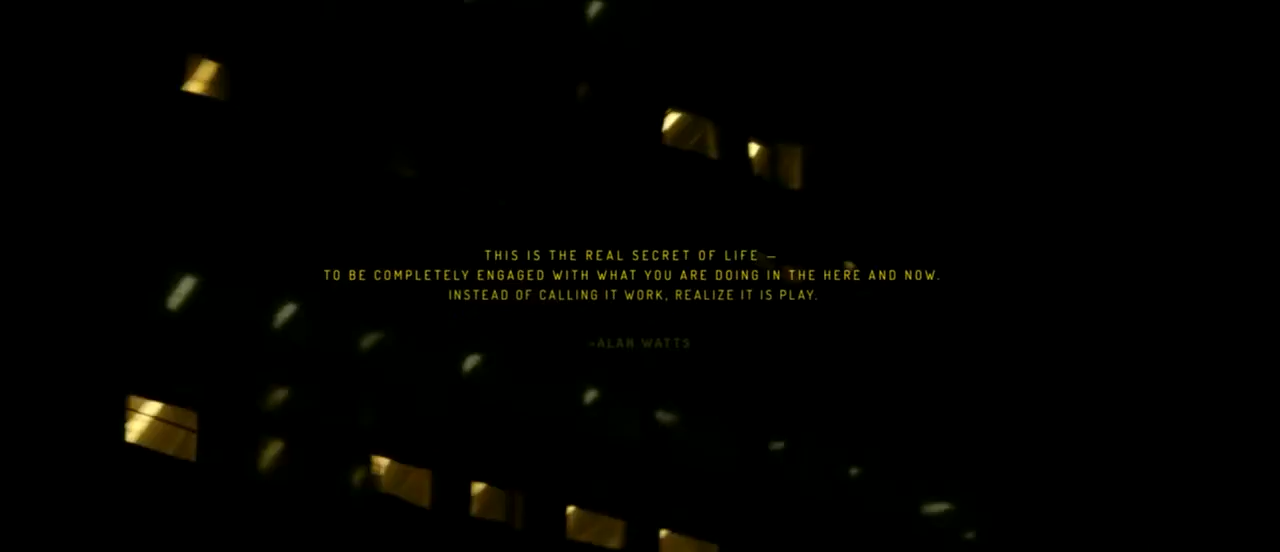 THIS IS THE REAL SECRET OF LIFE –
TO BE COMPLETELY ENGAGED WITH WHAT YOU ARE DOING IN THE HERE AND NOW.
INSTEAD OF CALLING IT WORK, REALIZE IT IS PLAY.
-ALAN WATTS